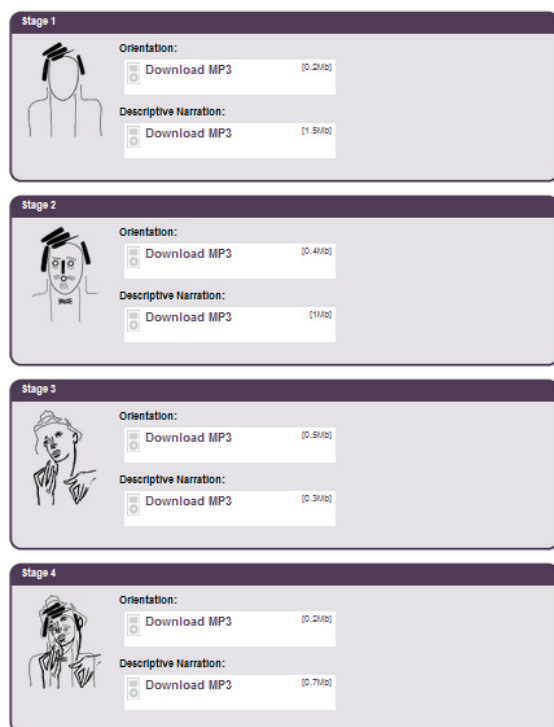 Stage 1
Orientation:
Download MP3 [0.2Mb]
Descriptive Narration:
Download MP3 [1.5Mb]
Stage 2
Orientation:
Download MP3 [0.4Mb]
Descriptive Narration:
Download MP3 [1Mb]
Stage 3
Orientation:
Download MP3 [0.5Mb]
Descriptive Narration:
Download MP3 [0.3Mb]
Stage 4
Orientation:
Download MP3 [0.2Mb]
Descriptive Narration:
Download MP3 [0.7Mb]